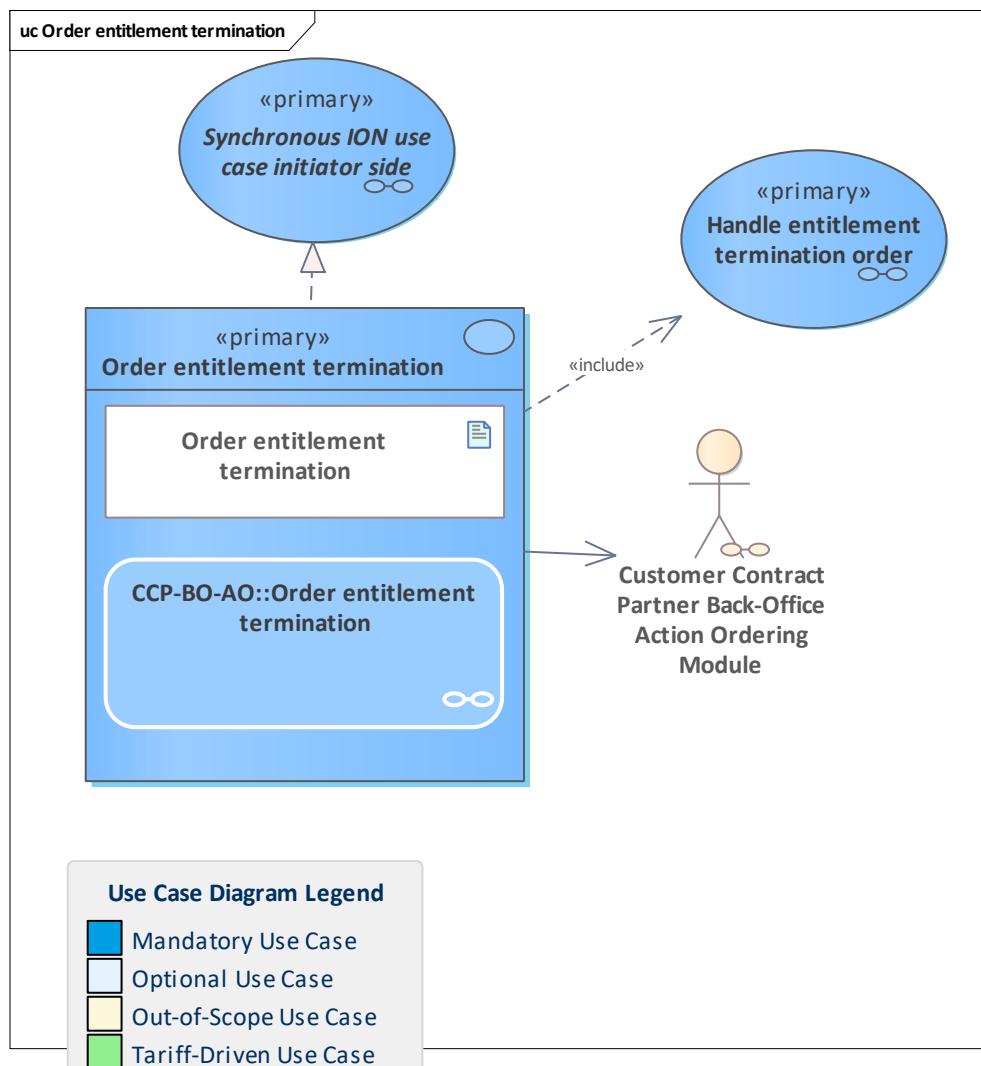 uc Order entitlement termination
«primary»
Synchronous ION use
case initiator side
«primary»
Handle entitlement
termination order
«primary»
Order entitlement termination
«include»
Order entitlement
termination
CCP-BO-AO::Order entitlement
termination
Customer Contract
Partner Back-Office
Action Ordering
Module
Use Case Diagram Legend
Mandatory Use Case
Optional Use Case
Out-of-Scope Use Case
Tariff-Driven Use Case